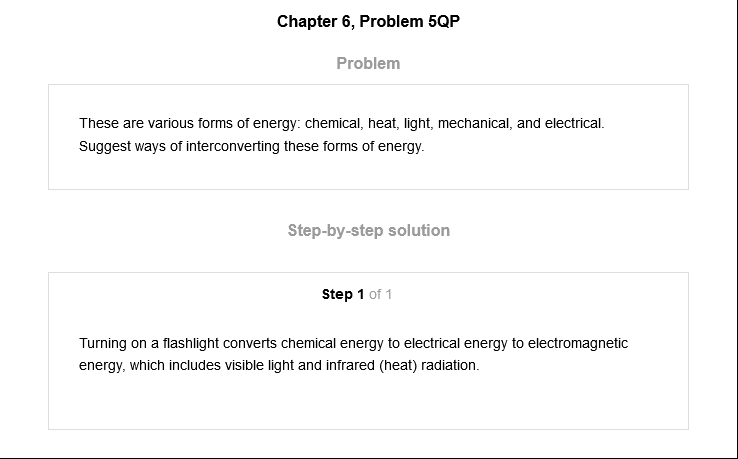 Chapter 6, Problem 5QP
Problem
These are various forms of energy: chemical, heat, light, mechanical, and electrical.
Suggest ways of interconverting these forms of energy.
Step-by-step solution
Step 1 of 1
Turning on a flashlight converts chemical energy to electrical energy to electromagnetic
energy, which includes visible light and infrared (heat) radiation.